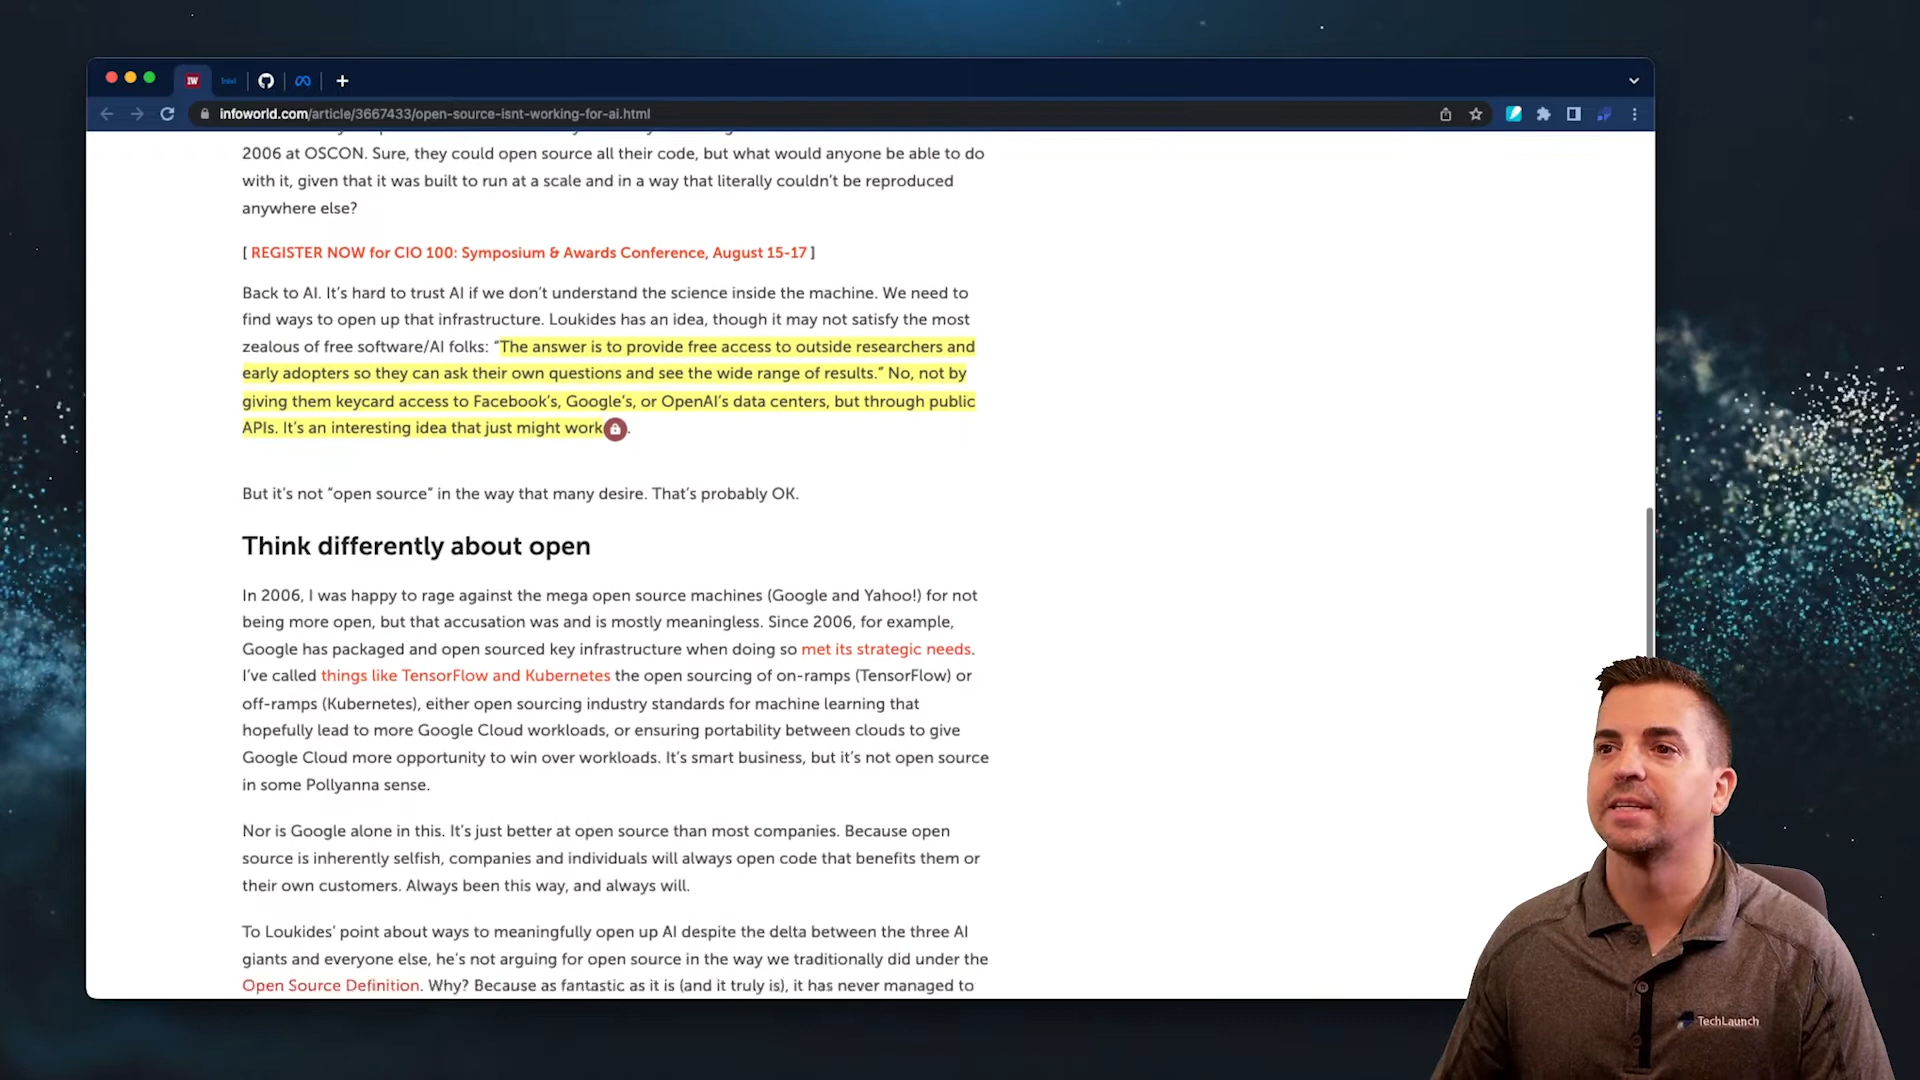 IW
Intel
infoworld.com/article/3667433/open-source-isnt-working-for-ai.html
2006 at OSCON. Sure, they could open source all their code, but what would anyone be able to do
with it, given that it was built to run at a scale and in a way that literally couldn’t be reproduced
anywhere else?
[ REGISTER NOW for CIO 100: Symposium & Awards Conference, August 15-17 ]
Back to AI. It’s hard to trust AI if we don’t understand the science inside the machine. We need to
find ways to open up that infrastructure. Loukides has an idea, though it may not satisfy the most
zealous of free software/AI folks: “The answer is to provide free access to outside researchers and
early adopters so they can ask their own questions and see the wide range of results.” No, not by
giving them keycard access to Facebook’s, Google’s, or OpenAI’s data centers, but through public
APIs. It’s an interesting idea that just might work.
But it’s not “open source” in the way that many desire. That’s probably OK.
Think differently about open
In 2006, I was happy to rage against the mega open source machines (Google and Yahoo!) for not
being more open, but that accusation was and is mostly meaningless. Since 2006, for example,
Google has packaged and open sourced key infrastructure when doing so met its strategic needs.
I’ve called things like TensorFlow and Kubernetes the open sourcing of on-ramps (TensorFlow) or
off-ramps (Kubernetes), either open sourcing industry standards for machine learning that
hopefully lead to more Google Cloud workloads, or ensuring portability between clouds to give
Google Cloud more opportunity to win over workloads. It’s smart business, but it’s not open source
in some Pollyanna sense.
Nor is Google alone in this. It’s just better at open source than most companies. Because open
source is inherently selfish, companies and individuals will always open code that benefits them or
their own customers. Always been this way, and always will.
To Loukides’ point about ways to meaningfully open up AI despite the delta between the three AI
giants and everyone else, he’s not arguing for open source in the way we traditionally did under the
Open Source Definition. Why? Because as fantastic as it is (and it truly is), it has never managed to
TechLaunch